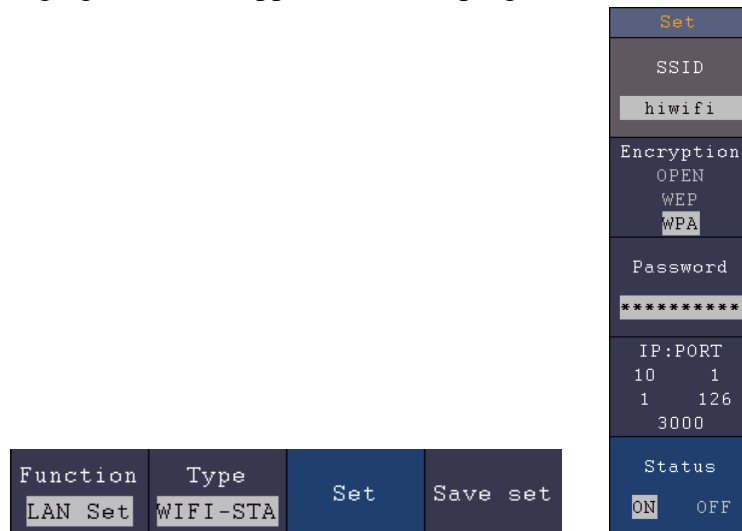 Set
SSID
hiwifi
Encryption
OPEN
WEP
WPA
Password
**********
IP:PORT
10 1
1 126
3000
Status
ON OFF
Function Type Set Save set
LAN Set WIFI-STA